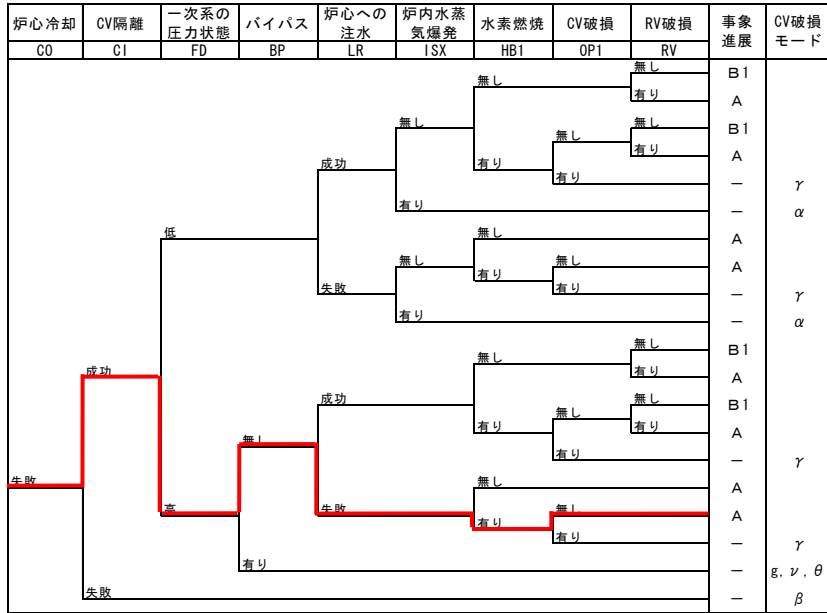 炉心冷却 CV隔離 一次系の バイパス 炉心への 炉内水蒸 水素燃焼 CV破損 RV破損 事象 CV破損
圧力状態 注水 気爆発 進展 モード
CO CI FD BP LR ISX HB1 OP1 RV
無し B1
無し
有り A
無し 無し B1
無し
有り A
成功 有り
有り － γ
有り － α
低 無し A
無し 無し A
有り
失敗 有り － γ
有り － α
無し B1
無し
成功 有り A
無し B1
成功 無し
有り A
無し 有り
有り － γ
失敗 無し A
高 失敗 無し A
有り
有り － γ
有り － g, ν, θ
失敗 － β